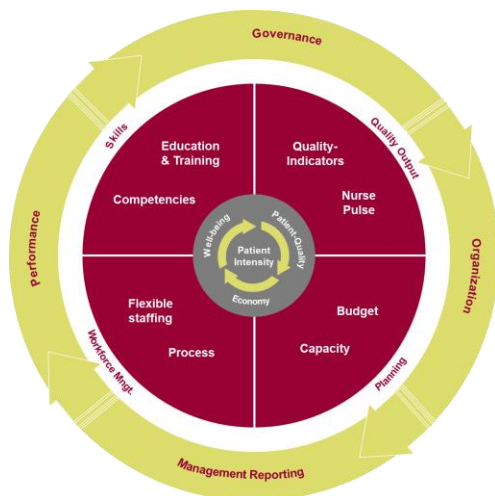 Governance
Skills
Quality Output
Education
& Training
Quality-
Indicators
Competencies
Nurse
Pulse
Performance
Organization
Well-being
Patient-Quality
Patient
Intensity
Economy
Flexible
staffing
Budget
Process
Capacity
Workforce Mngt.
Planning
Management Reporting